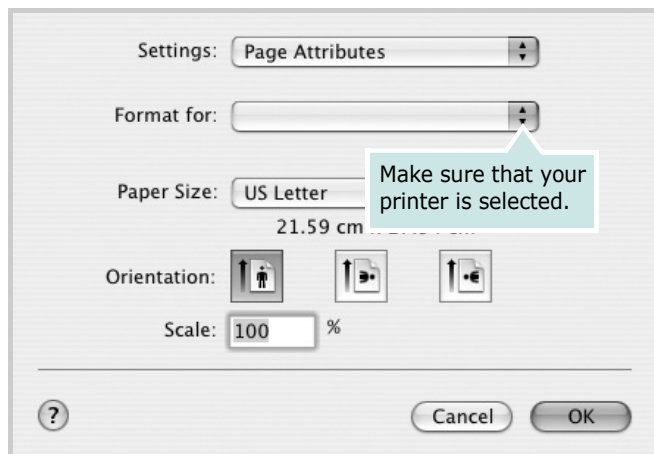 Settings: Page Attributes
Format for:
Make sure that your
printer is selected.
Paper Size: US Letter
21.59 cm
Orientation:
Scale: 100 %
? Cancel OK